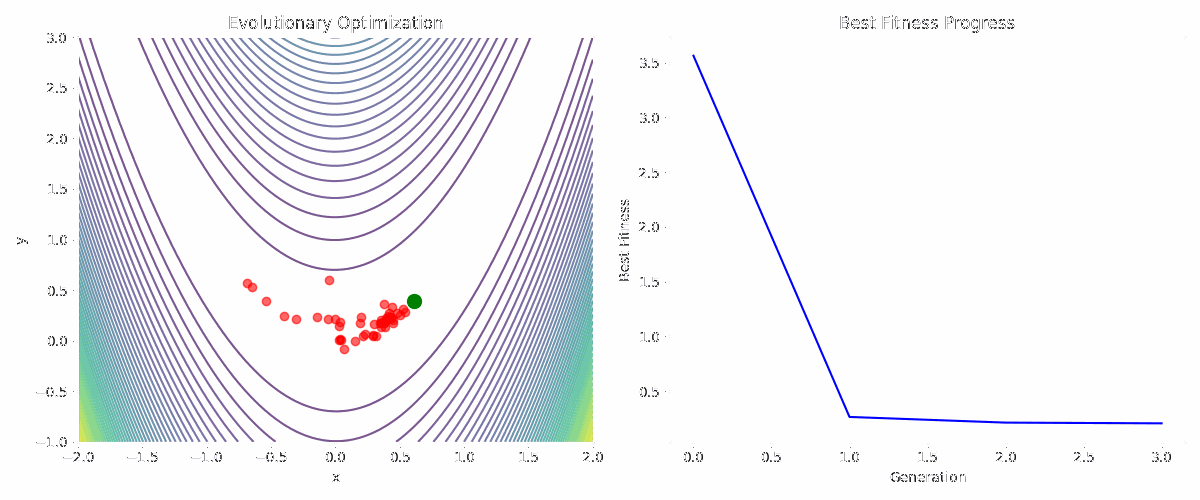 Evolutionary Optimization
3.0
2.5
2.0
1.5
1.0
0.5
0.0
−0.5
−1.0
y
−2.0 −1.5 −1.0 −0.5 0.0 0.5 1.0 1.5 2.0
x
Best Fitness Progress
3.5
3.0
2.5
2.0
1.5
1.0
0.5
Best Fitness
0.0 0.5 1.0 1.5 2.0 2.5 3.0
Generation